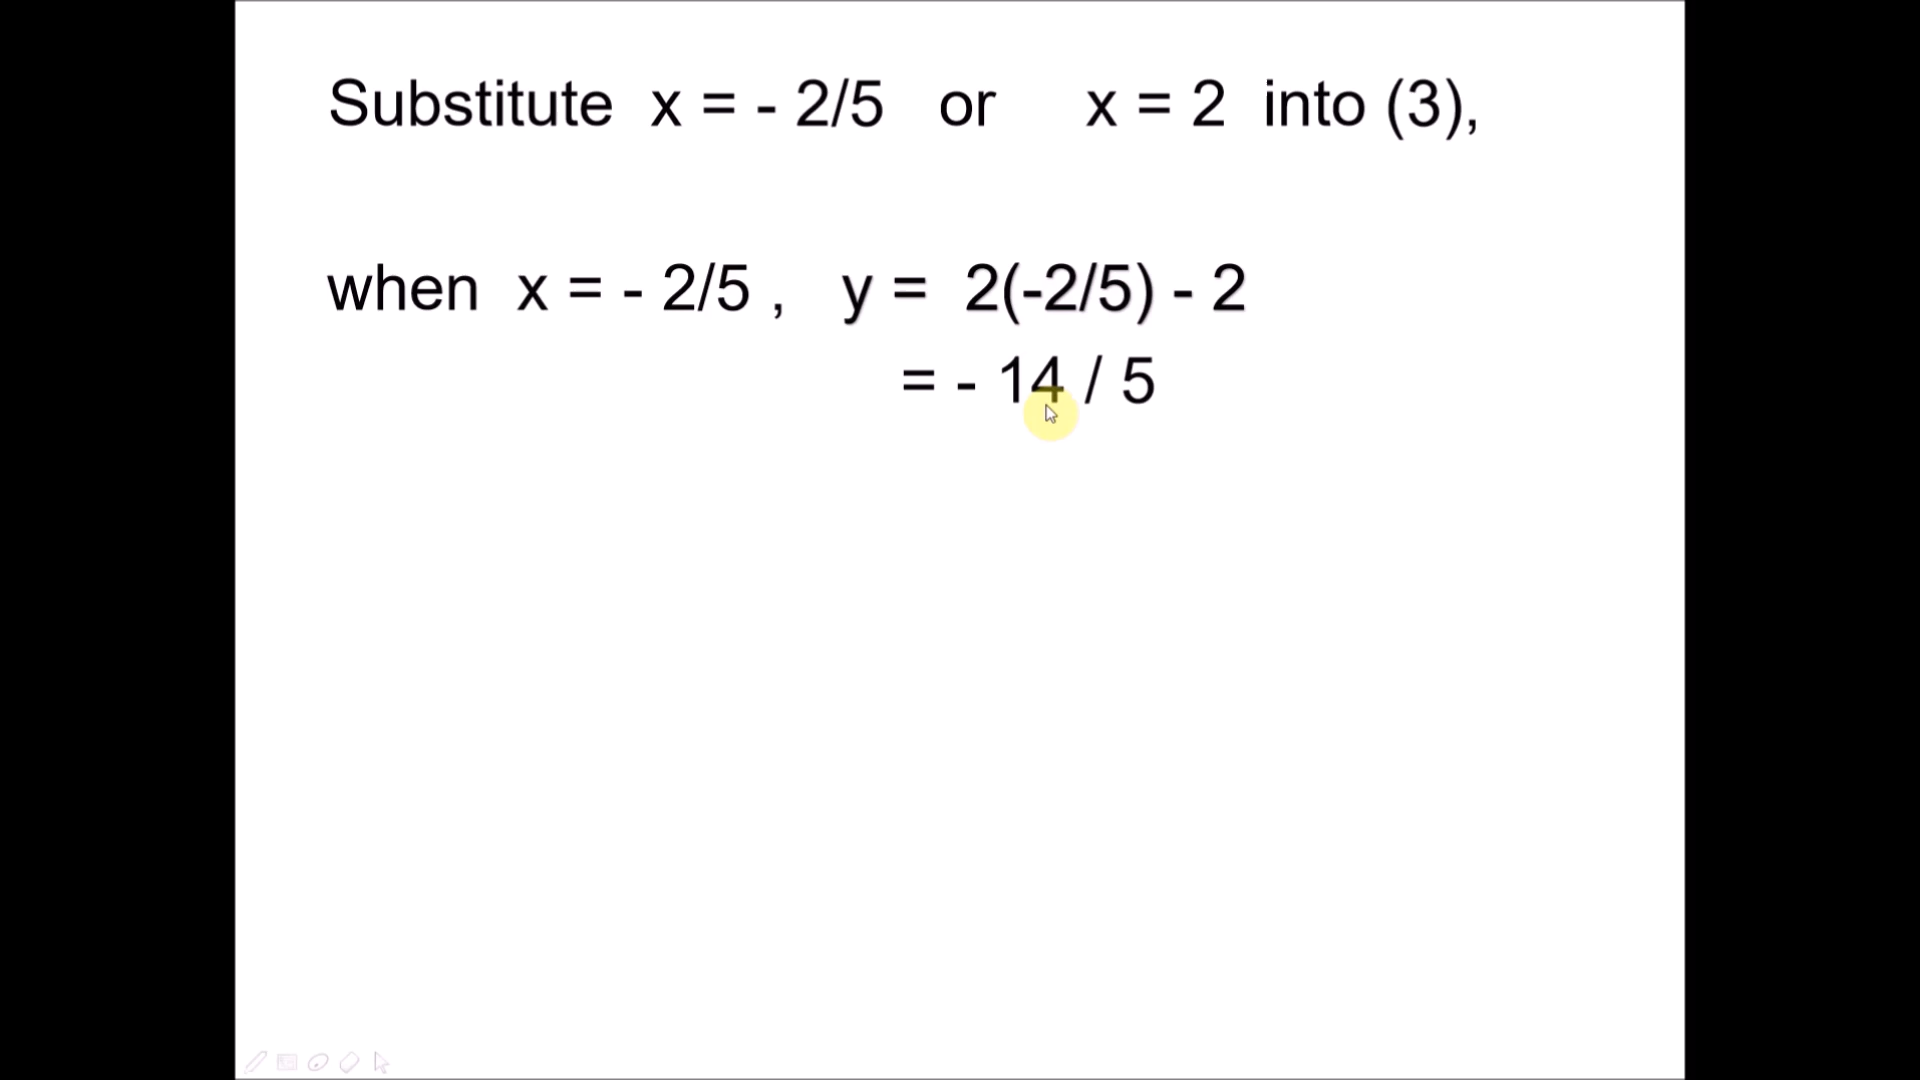 Substitute x = - 2/5 or x = 2 into (3),
when x = - 2/5 , y = 2(-2/5) - 2
= - 14 / 5